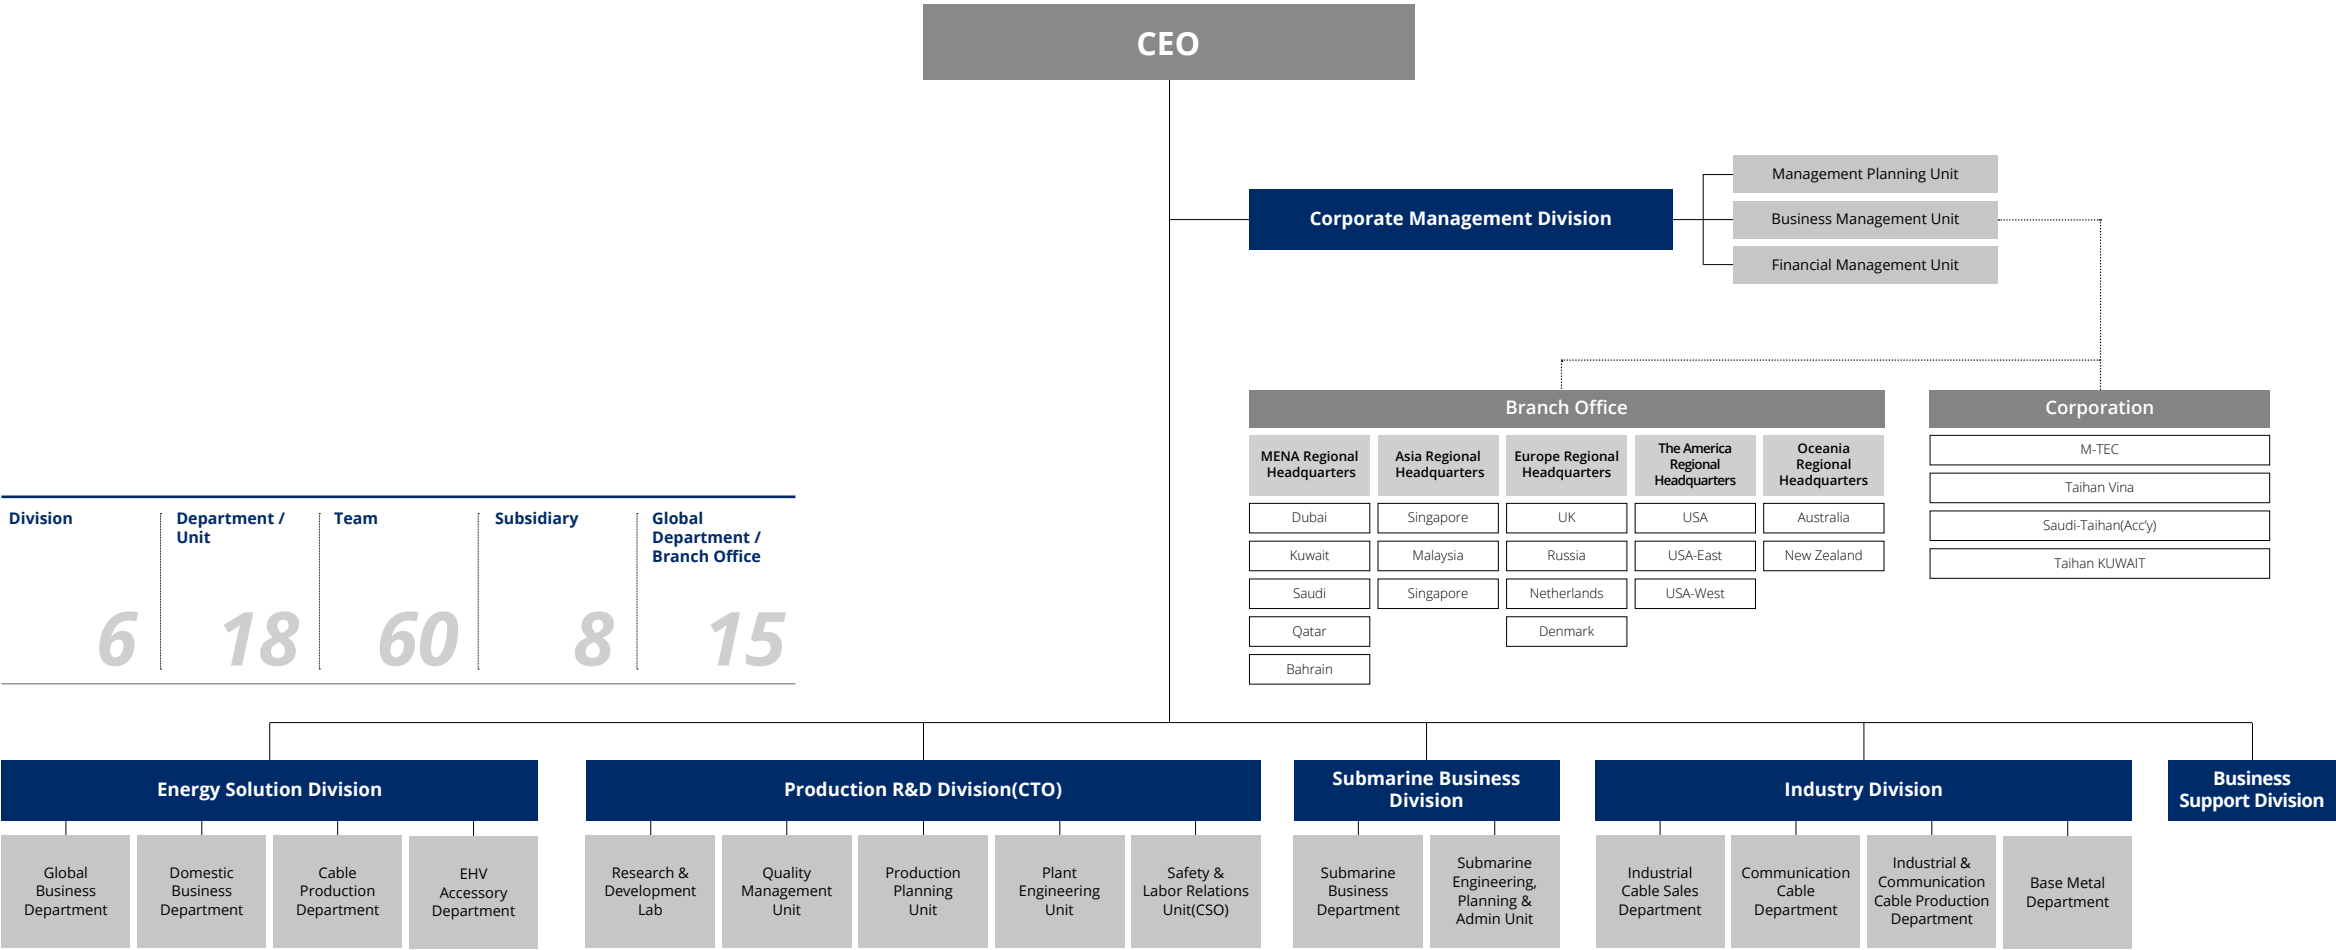 CEO
Corporate Management Division
Management Planning Unit
Business Management Unit
Financial Management Unit
Branch Office
MENA Regional
Headquarters
Dubai
Kuwait
Saudi
Qatar
Bahrain
Asia Regional
Headquarters
Singapore
Malaysia
Singapore
Europe Regional
Headquarters
UK
Russia
Netherlands
Denmark
The America
Regional
Headquarters
USA
USA-East
USA-West
Oceania
Regional
Headquarters
Australia
New Zealand
Corporation
M-TEC
Taihan Vina
Saudi-Taihan(Acc'y)
Taihan KUWAIT
Division
6
Department /
Unit
18
Team
60
Subsidiary
8
Global
Department /
Branch Office
15
Energy Solution Division
Global
Business
Department
Domestic
Business
Department
Cable
Production
Department
EHV
Accessory
Department
Production R&D Division(CTO)
Research &
Development
Lab
Quality
Management
Unit
Production
Planning
Unit
Plant
Engineering
Unit
Safety &
Labor Relations
Unit(CSO)
Submarine Business
Division
Submarine
Business
Department
Submarine
Engineering,
Planning &
Admin Unit
Industry Division
Industrial
Cable Sales
Department
Communication
Cable
Department
Industrial &
Communication
Cable Production
Department
Base Metal
Department
Business
Support Division